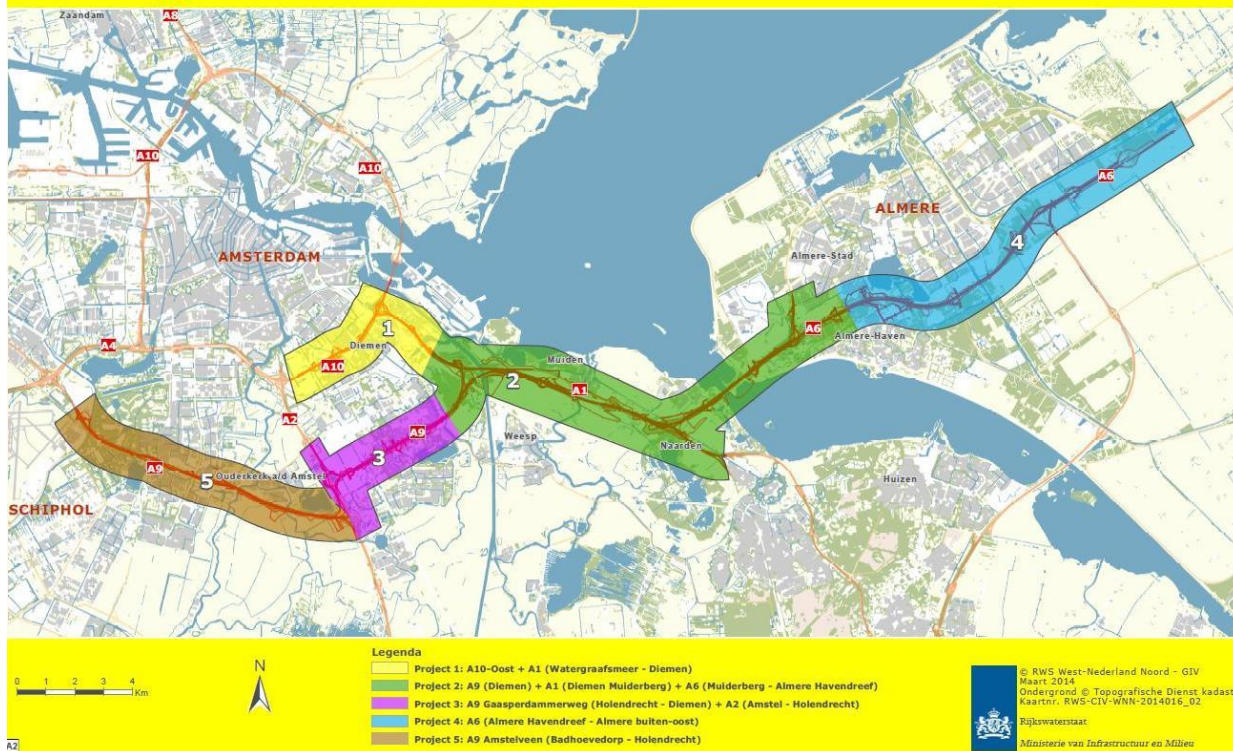 Zaandam
A8
A10
A10
A6
ALMERE
4
AMSTERDAM
Almere-Stad
1
A6
Almere-Haven
A4
Diemen
Muiden
A10
2
A1
A2
A9
Weesp
Naarden
3
A9
Ouderkerk a/d Amstel
5
Huizen
SCHIPHOL
Legenda
Project 1: A10-Oost + A1 (Watergraafsmeer - Diemen)
Project 2: A9 (Diemen) + A1 (Diemen Muiderberg) + A6 (Muiderberg - Almere Havendreef)
Project 3: A9 Gaasperdammerweg (Holendrecht - Diemen) + A2 (Amstel - Holendrecht)
Project 4: A6 (Almere Havendreef - Almere buiten-oost)
Project 5: A9 Amstelveen (Badhoevedorp - Holendrecht)
N
0 1 2 3 4
Km
© RWS West-Nederland Noord - GIV
Maart 2014
Ondergrond © Topografische Dienst kadast
Kaartnr. RWS-CIV-WNN-2014016_02
Rijkswaterstaat
Ministerie van Infrastructuur en Milieu
A2